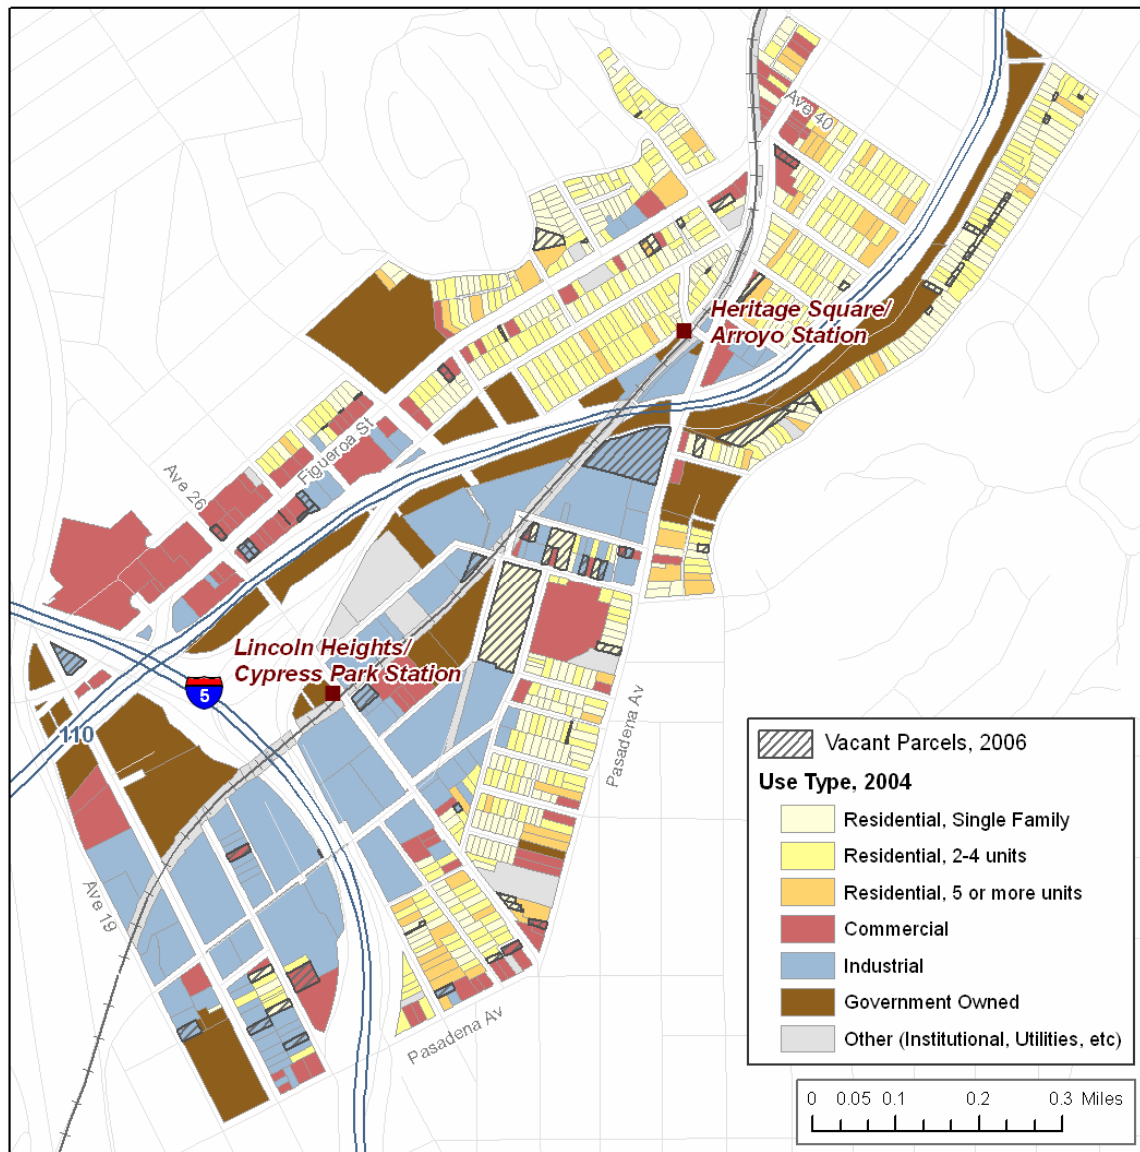 Ave 40
Heritage Square/
Arroyo Station
Figueroa St
Ave 26
Lincoln Heights/
Cypress Park Station
5
110
Pasadena Av
Ave 19
Pasadena Av
Vacant Parcels, 2006
Use Type, 2004
Residential, Single Family
Residential, 2-4 units
Residential, 5 or more units
Commercial
Industrial
Government Owned
Other (Institutional, Utilities, etc)
0 0.05 0.1 0.2 0.3 Miles